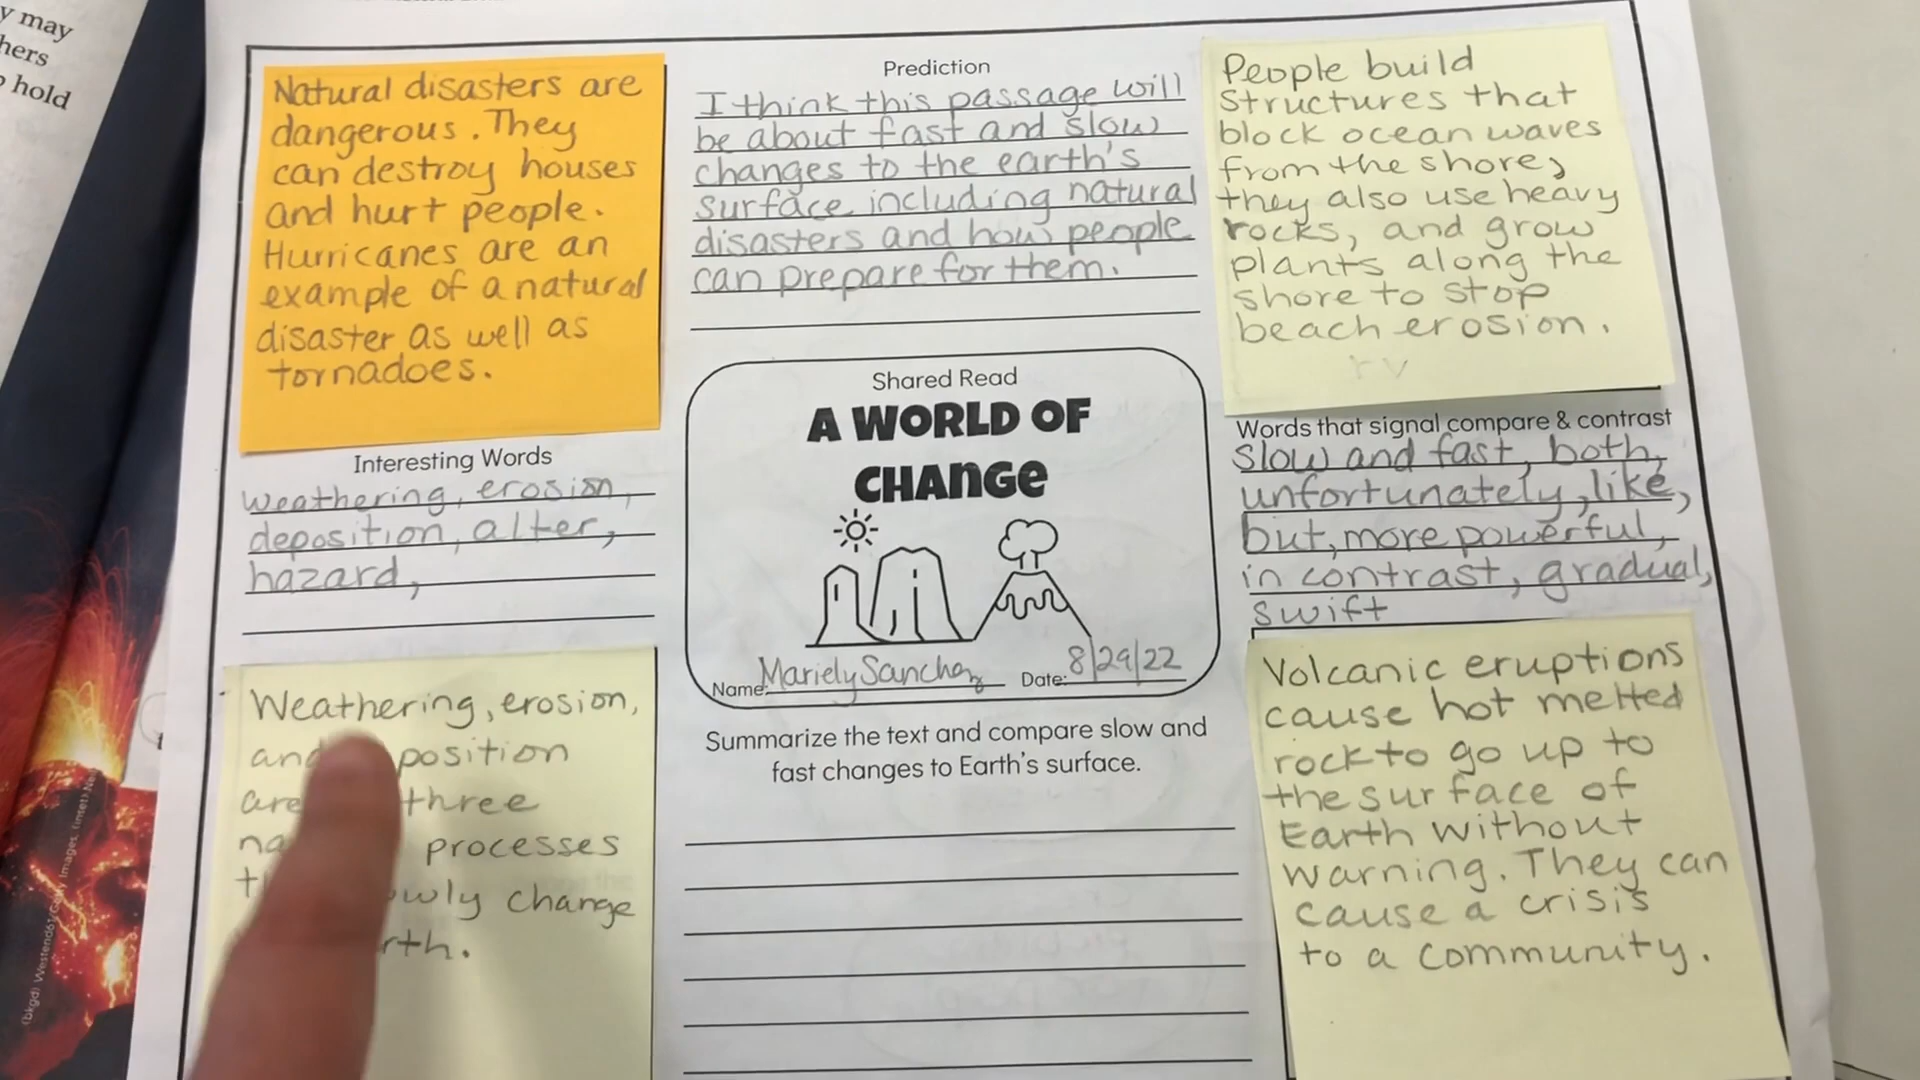 y may
hers
o hold
Natural disasters are
dangerous. They
can destroy houses
and hurt people.
Hurricanes are an
example of a natural
disaster as well as
tornadoes.
Prediction
I think this passage will
be about fast and slow
changes to the earth's
surface including natural
disasters and how people
can prepare for them.
People build
structures that
block ocean waves
from the shore,
they also use heavy
rocks, and grow
plants along the
shore to stop
beach erosion.
Interesting Words
weathering, erosion,
deposition, alter,
hazard,
Shared Read
A WORLD OF
CHANGE
Name: Mariely Sanchez Date: 8/29/22
Words that signal compare & contrast
Slow and fast, both,
unfortunately, like,
but, more powerful,
in contrast, gradual,
swift
Weathering, erosion,
and position
are three
processes
wly change
rth.
Summarize the text and compare slow and
fast changes to Earth's surface.
Volcanic eruptions
cause hot melted
rock to go up to
the surface of
Earth without
warning. They can
cause a crisis
to a community.